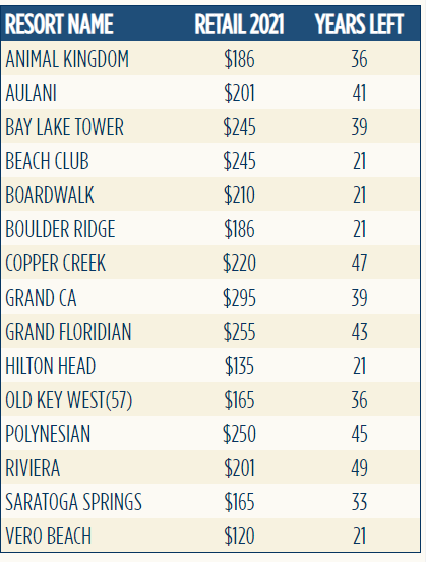 RESORT NAME RETAIL 2021 YEARS LEFT
ANIMAL KINGDOM $186 36
AULANI $201 41
BAY LAKE TOWER $245 39
BEACH CLUB $245 21
BOARDWALK $210 21
BOULDER RIDGE $186 21
COPPER CREEK $220 47
GRAND CA $295 39
GRAND FLORIDIAN $255 43
HILTON HEAD $135 21
OLD KEY WEST(57) $165 36
POLYNESIAN $250 45
RIVIERA $201 49
SARATOGA SPRINGS $165 33
VERO BEACH $120 21